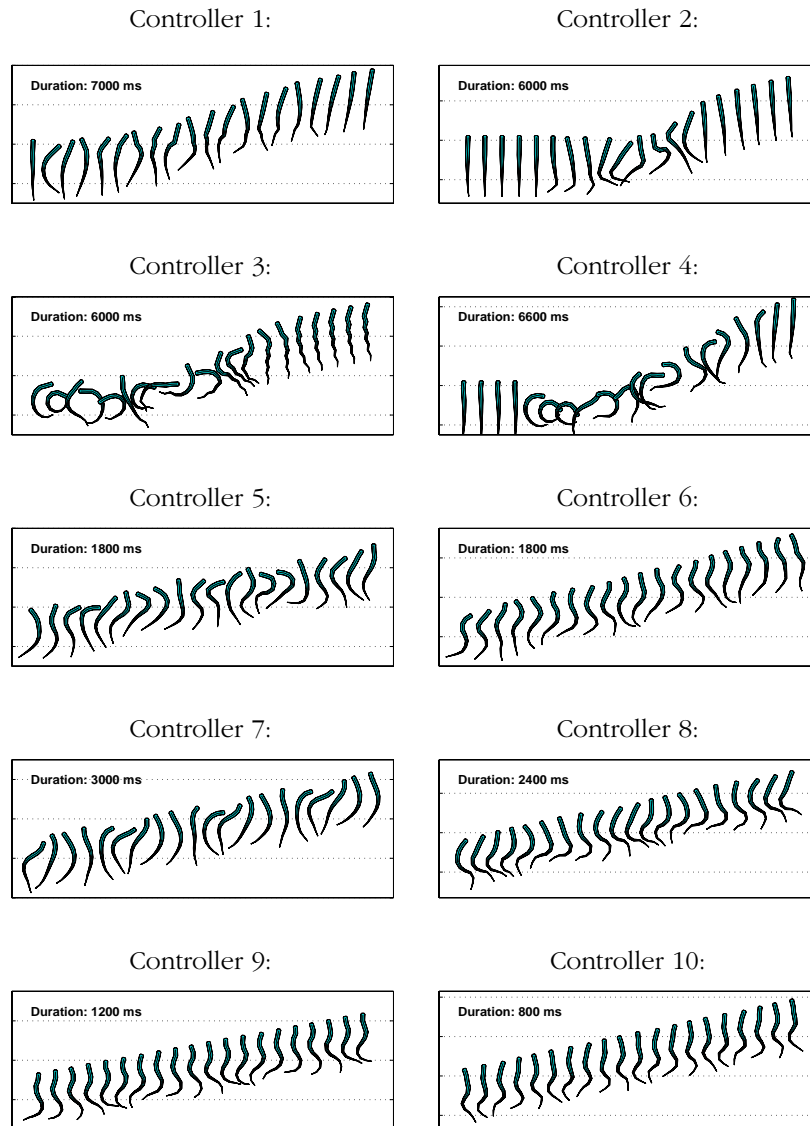 Controller 1:
Controller 2:
Duration: 7000 ms
Duration: 6000 ms
Controller 3:
Controller 4:
Duration: 6000 ms
Duration: 6600 ms
Controller 5:
Controller 6:
Duration: 1800 ms
Duration: 1800 ms
Controller 7:
Controller 8:
Duration: 3000 ms
Duration: 2400 ms
Controller 9:
Controller 10:
Duration: 1200 ms
Duration: 800 ms